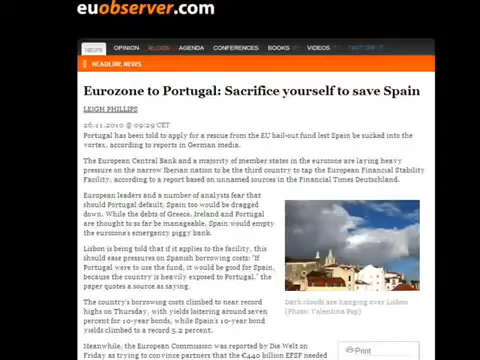 euobserver.com
NEWS OPINION BLOGS AGENDA CONFERENCES BOOKS VIDEOS TWITTER
HEADLINE NEWS
Eurozone to Portugal: Sacrifice yourself to save Spain
LEIGH PHILLIPS
26.11.2010 @ 09:29 CET
Portugal has been told to apply for a rescue from the EU bail-out fund lest Spain be sucked into the
vortex, according to reports in German media.
The European Central Bank and a majority of member states in the eurozone are laying heavy
pressure on the narrow Iberian nation to be the third country to tap the European Financial Stability
Facility, according to a report based on unnamed sources in the Financial Times Deutschland.
European leaders and a number of analysts fear that
should Portugal default, Spain too would be dragged
down. While the debts of Greece, Ireland and Portugal
are thought to so far be manageable, Spain would empty
the eurozone's emergency piggy bank.
Lisbon is being told that if it applies to the facility, this
should ease pressures on Spanish borrowing costs: "If
Portugal were to use the fund, it would be good for Spain,
because the country is heavily exposed to Portugal," the
paper quotes a source as saying.
Dark clouds are hanging over Lisbon
(Photo: Valentina Pop)
The country's borrowing costs climbed to near record
highs on Thursday, with yields loitering around seven
percent for 10-year bonds, while Spain's 10-year bond
yields climbed to a record 5.2 percent.
Meanwhile, the European Commission was reported by Die Welt on
Friday as trying to convince partners that the €440 billion EFSF needed
Print